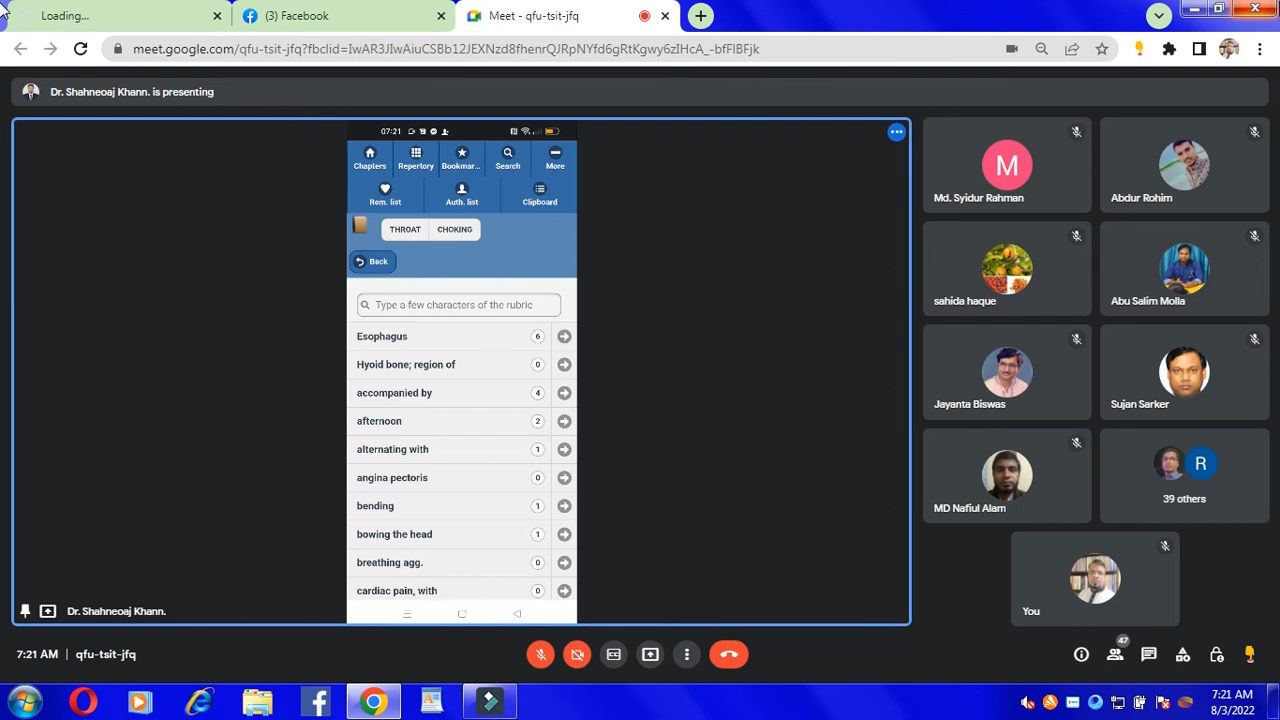 Loading...
(3) Facebook
Meet - qfu-tsit-jfq
meet.google.com/qfu-tsit-jfq?fbclid=IwAR3JIwAiuCSBb12JEXNzd8fhenrQJRpNYfd6gRtKgwy6zIHcA_-bfFIBFjk
Dr. Shahneoaj Khann. is presenting
07:21
Chapters
Repertory
Bookmar...
Search
More
Rem. list
Auth. list
Clipboard
THROAT
CHOKING
Back
Type a few characters of the rubric
Esophagus 6
Hyoid bone; region of 0
accompanied by 4
afternoon 2
alternating with 1
angina pectoris 0
bending 1
bowing the head 1
breathing agg. 0
cardiac pain, with 0
Dr. Shahneoaj Khann.
M
Md. Syidur Rahman
Abdur Rohim
sahida haque
Abu Salim Molla
Jayanta Biswas
Sujan Sarker
MD Nafiul Alam
R
39 others
You
7:21 AM | qfu-tsit-jfq
47
7:21 AM
8/3/2022